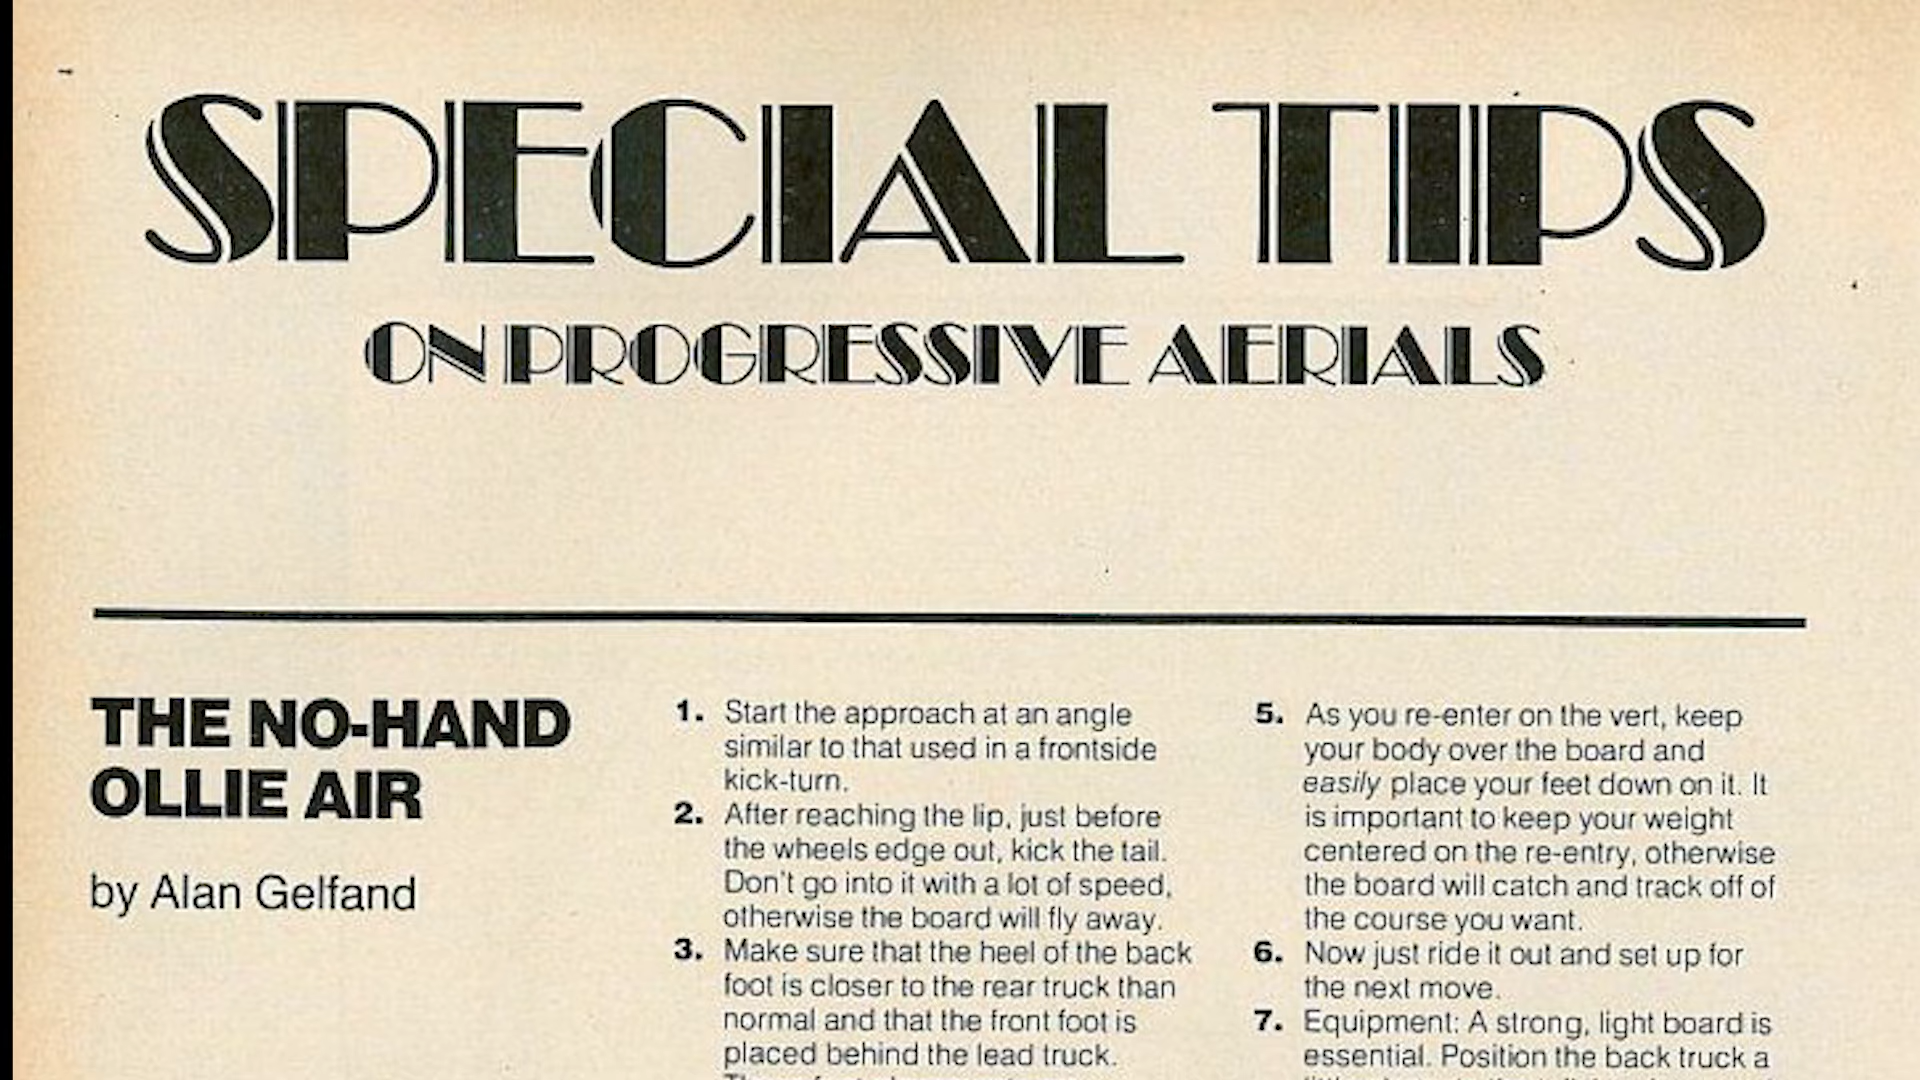 SPECIAL TIPS
ON PROGRESSIVE AERIALS
THE NO-HAND
OLLIE AIR
by Alan Gelfand
1. Start the approach at an angle
similar to that used in a frontside
kick-turn.
2. After reaching the lip, just before
the wheels edge out, kick the tail.
Don't go into it with a lot of speed,
otherwise the board will fly away.
3. Make sure that the heel of the back
foot is closer to the rear truck than
normal and that the front foot is
placed behind the lead truck.
5. As you re-enter on the vert, keep
your body over the board and
easily place your feet down on it. It
is important to keep your weight
centered on the re-entry, otherwise
the board will catch and track off of
the course you want.
6. Now just ride it out and set up for
the next move.
7. Equipment: A strong, light board is
essential. Position the back truck a